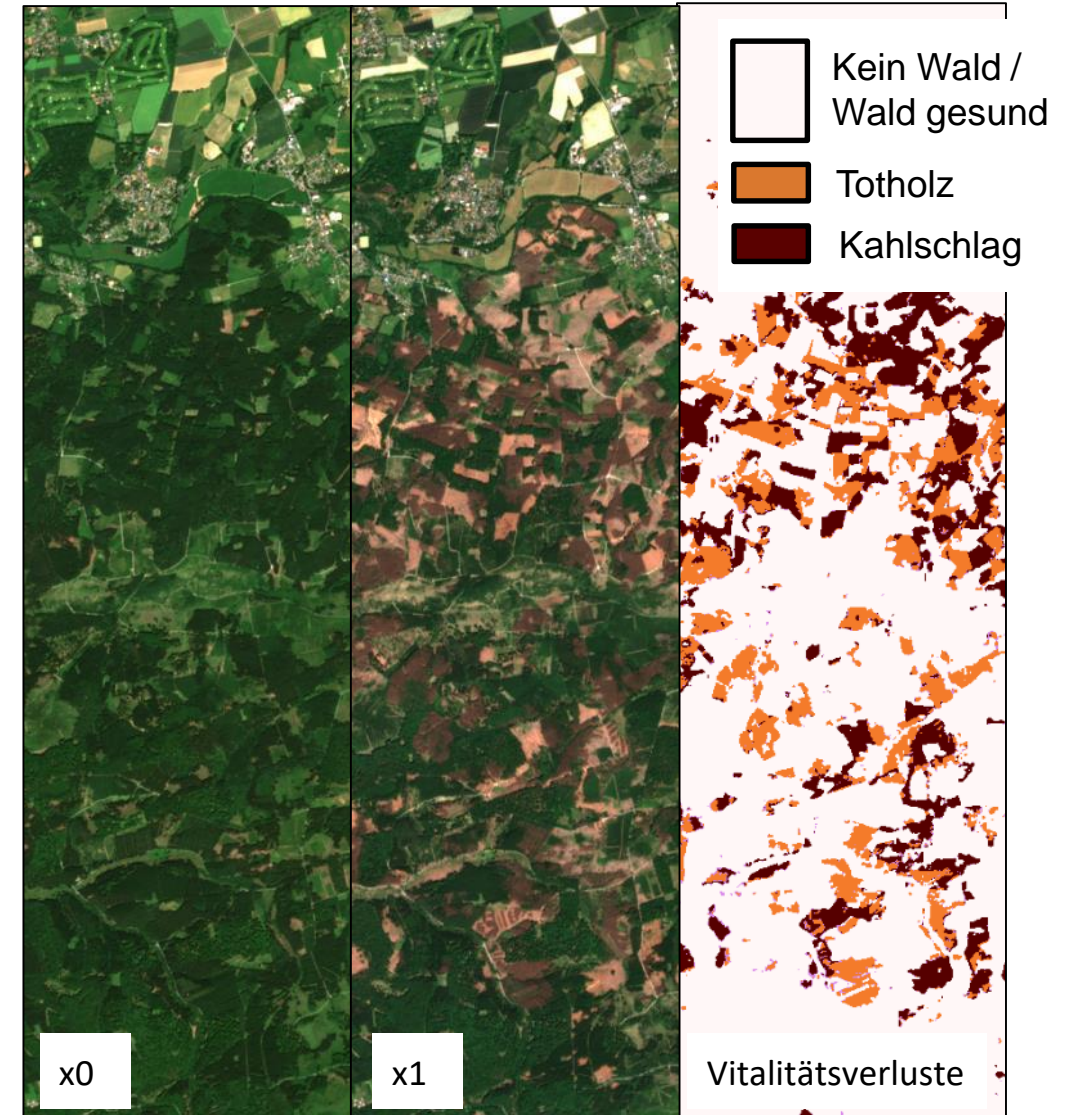 Kein Wald /
Wald gesund
Totholz
Kahlschlag
x0
x1
Vitalitätsverluste